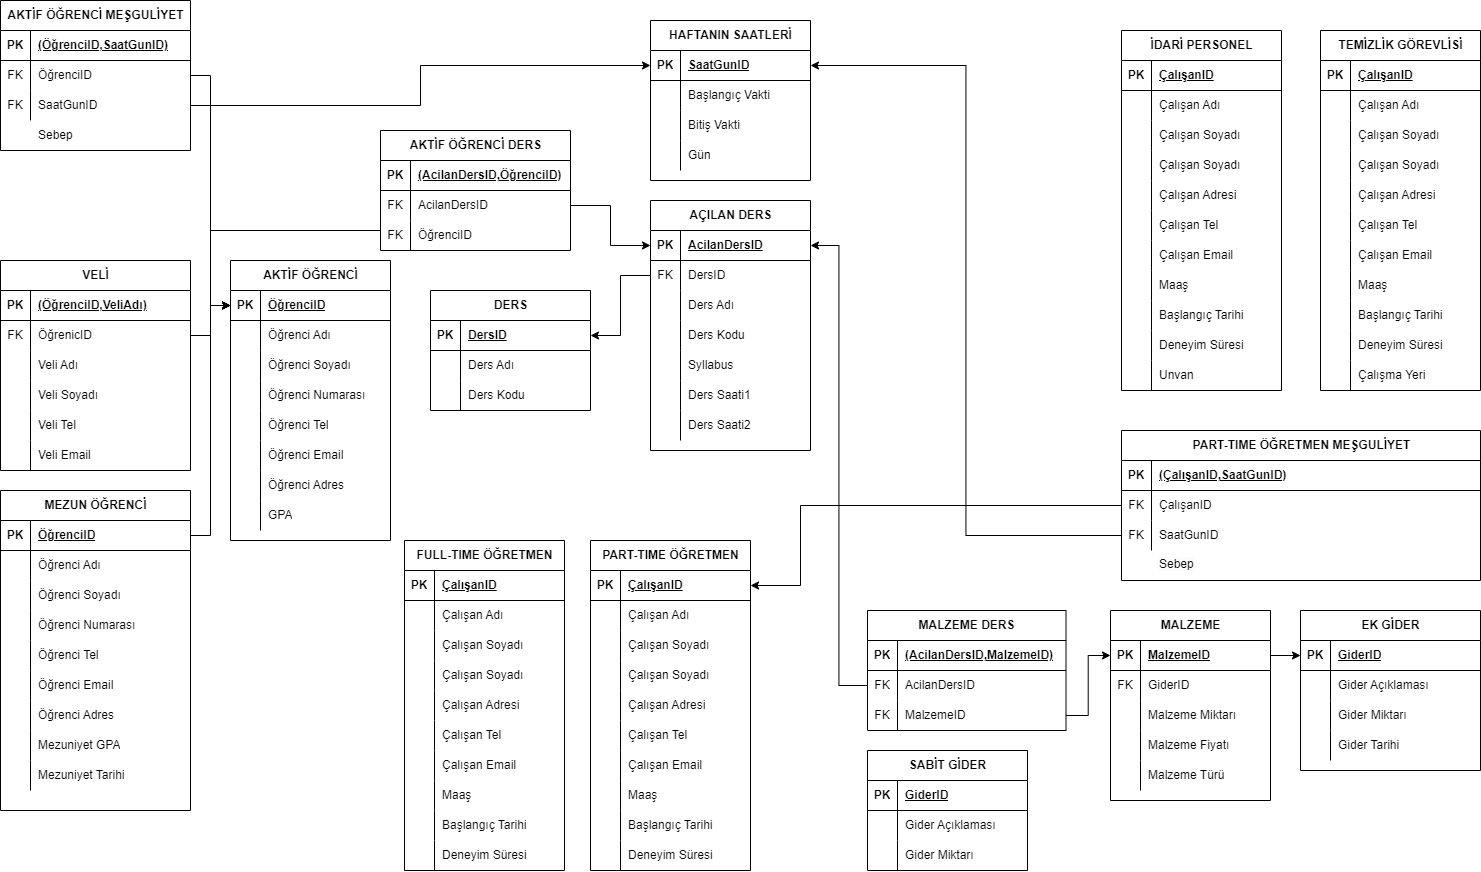 AKTİF ÖĞRENCİ MEŞGULİYET
PK (ÖğrenciID,SaatGunID)
FK ÖğrenciID
FK SaatGunID
Sebep
HAFTANIN SAATLERİ
PK SaatGunID
Başlangıç Vakti
Bitiş Vakti
Gün
İDARİ PERSONEL
PK ÇalışanID
Çalışan Adı
Çalışan Soyadı
Çalışan Soyadı
Çalışan Adresi
Çalışan Tel
Çalışan Email
Maaş
Başlangıç Tarihi
Deneyim Süresi
Unvan
TEMİZLİK GÖREVLİSİ
PK ÇalışanID
Çalışan Adı
Çalışan Soyadı
Çalışan Soyadı
Çalışan Adresi
Çalışan Tel
Çalışan Email
Maaş
Başlangıç Tarihi
Deneyim Süresi
Çalışma Yeri
AKTİF ÖĞRENCİ DERS
PK (AcilanDersID,ÖğrenciID)
FK AcilanDersID
FK ÖğrenciID
AÇILAN DERS
PK AcilanDersID
FK DersID
Ders Adı
Ders Kodu
Syllabus
Ders Saati1
Ders Saati2
VELİ
PK (ÖğrenciID,VeliAdı)
FK ÖğrenicID
Veli Adı
Veli Soyadı
Veli Tel
Veli Email
AKTİF ÖĞRENCİ
PK ÖğrenciID
Öğrenci Adı
Öğrenci Soyadı
Öğrenci Numarası
Öğrenci Tel
Öğrenci Email
Öğrenci Adres
GPA
DERS
PK DersID
Ders Adı
Ders Kodu
PART-TIME ÖĞRETMEN MEŞGULİYET
PK (ÇalışanID,SaatGunID)
FK ÇalışanID
FK SaatGunID
Sebep
MEZUN ÖĞRENCİ
PK ÖğrenciID
Öğrenci Adı
Öğrenci Soyadı
Öğrenci Numarası
Öğrenci Tel
Öğrenci Email
Öğrenci Adres
Mezuniyet GPA
Mezuniyet Tarihi
FULL-TIME ÖĞRETMEN
PK ÇalışanID
Çalışan Adı
Çalışan Soyadı
Çalışan Soyadı
Çalışan Adresi
Çalışan Tel
Çalışan Email
Maaş
Başlangıç Tarihi
Deneyim Süresi
PART-TIME ÖĞRETMEN
PK ÇalışanID
Çalışan Adı
Çalışan Soyadı
Çalışan Soyadı
Çalışan Adresi
Çalışan Tel
Çalışan Email
Maaş
Başlangıç Tarihi
Deneyim Süresi
MALZEME DERS
PK (AcilanDersID,MalzemeID)
FK AcilanDersID
FK MalzemeID
MALZEME
PK MalzemeID
FK GiderID
Malzeme Miktarı
Malzeme Fiyatı
Malzeme Türü
EK GİDER
PK GiderID
Gider Açıklaması
Gider Miktarı
Gider Tarihi
SABİT GİDER
PK GiderID
Gider Açıklaması
Gider Miktarı